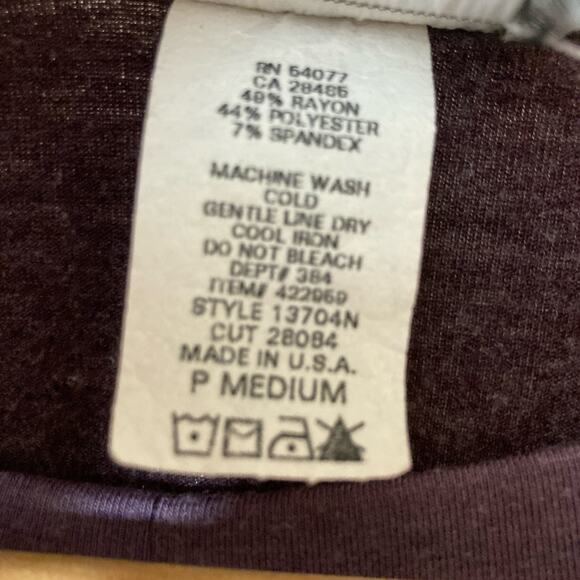 RN 54077
CA 28485
49% RAYON
44% POLYESTER
7% SPANDEX
MACHINE WASH
COLD
GENTLE LINE DRY
COOL IRON
DO NOT BLEACH
DEPT# 384
ITEM# 422959
STYLE 13704N
CUT 28084
MADE IN U.S.A.
P MEDIUM